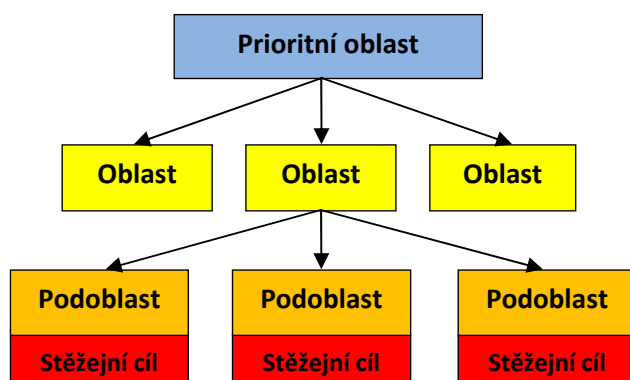 Prioritní oblast
Oblast Oblast Oblast
Podoblast Podoblast Podoblast
Stěžejní cíl Stěžejní cíl Stěžejní cíl